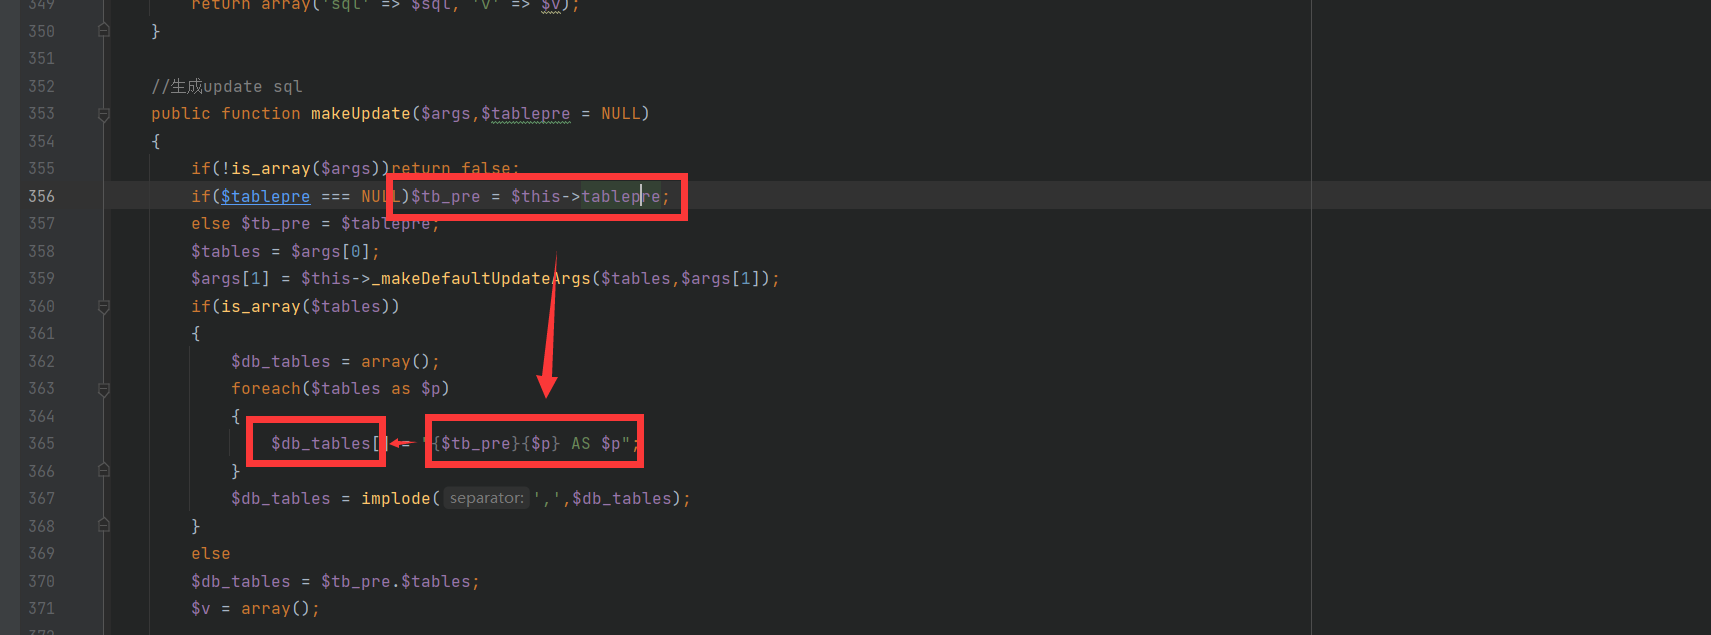 349 return array('sql' => $sql, 'v' => $v);
350 }
351
352 //生成update sql
353 public function makeUpdate($args,$tablepre = NULL)
354 {
355 if(!is_array($args))return false;
356 if($tablepre === NULL)$tb_pre = $this->tablepre;
357 else $tb_pre = $tablepre;
358 $tables = $args[0];
359 $args[1] = $this->_makeDefaultUpdateArgs($tables,$args[1]);
360 if(is_array($tables))
361 {
362 $db_tables = array();
363 foreach($tables as $p)
364 {
365 $db_tables[] = "{$tb_pre}{$p} AS $p";
366 }
367 $db_tables = implode( separator: ',',$db_tables);
368 }
369 else
370 $db_tables = $tb_pre.$tables;
371 $v = array();
372